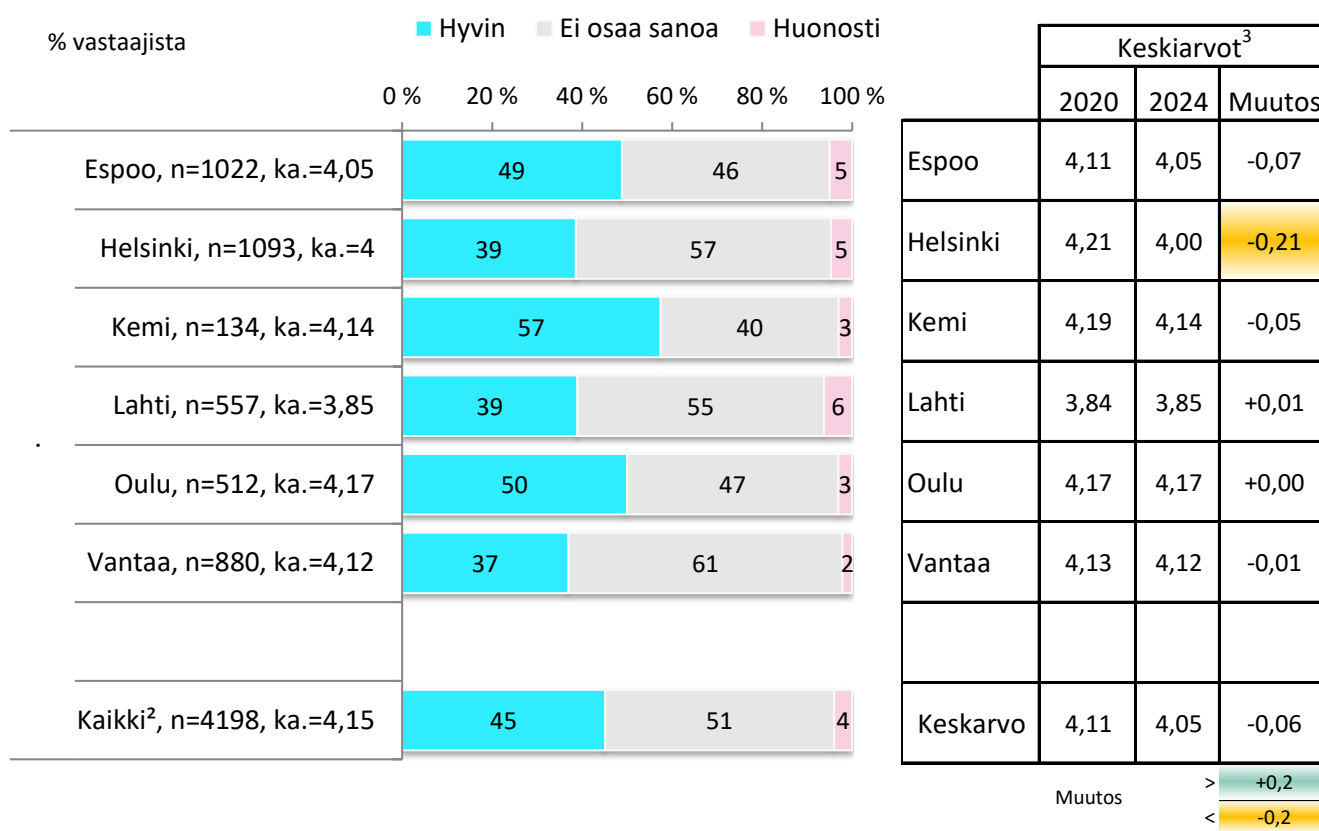 % vastaajista
Hyvin Ei osaa sanoa Huonosti
0 % 20 % 40 % 60 % 80 % 100 %
Espoo, n=1022, ka.=4,05 49 46 5
Helsinki, n=1093, ka.=4 39 57 5
Kemi, n=134, ka.=4,14 57 40 3
Lahti, n=557, ka.=3,85 39 55 6
.
Oulu, n=512, ka.=4,17 50 47 3
Vantaa, n=880, ka.=4,12 37 61 2
Kaikki², n=4198, ka.=4,15 45 51 4
Keskiarvot³
2020 2024 Muutos
Espoo 4,11 4,05 -0,07
Helsinki 4,21 4,00 -0,21
Kemi 4,19 4,14 -0,05
Lahti 3,84 3,85 +0,01
Oulu 4,17 4,17 +0,00
Vantaa 4,13 4,12 -0,01
Keskarvo 4,11 4,05 -0,06
Muutos > +0,2
< -0,2